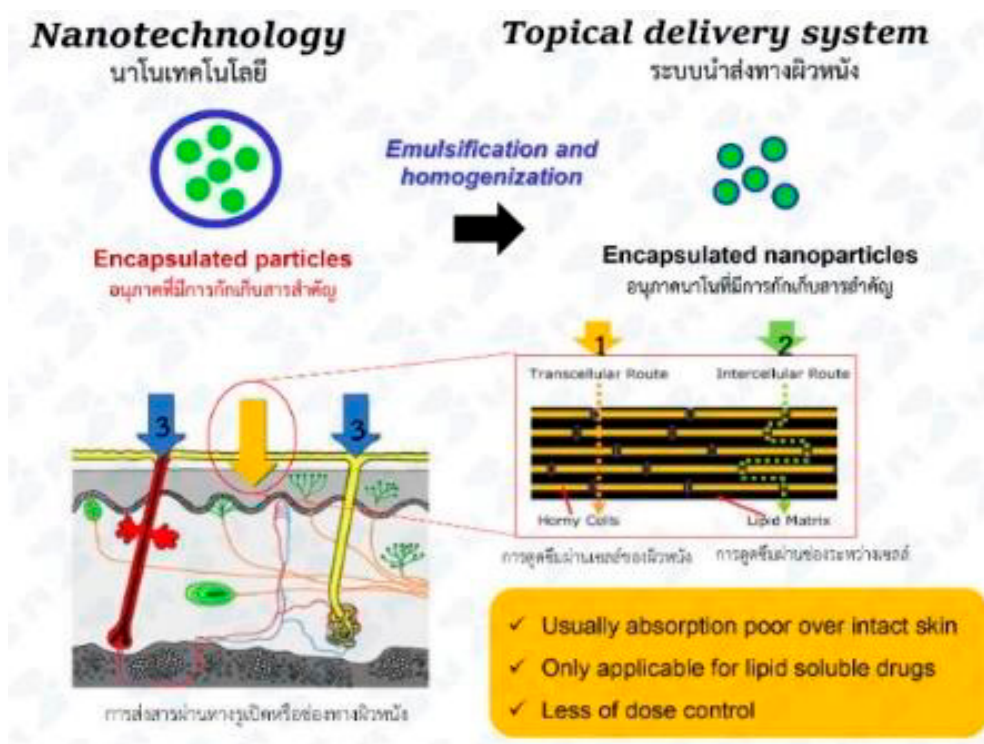 Nanotechnology
นาโนเทคโนโลยี
Topical delivery system
ระบบนำส่งทางผิวหนัง
Emulsification and
homogenization
Encapsulated particles
อนุภาคที่มีการกักเก็บสารสำคัญ
Encapsulated nanoparticles
อนุภาคนาโนที่มีการกักเก็บสารสำคัญ
3
3
1
2
Transcellular Route
Intercellular Route
Horny Cells
Lipid Matrix
การดูดซึมผ่านเซลล์ของผิวหนัง
การดูดซึมผ่านช่องระหว่างเซลล์
✓ Usually absorption poor over intact skin
✓ Only applicable for lipid soluble drugs
✓ Less of dose control
การส่งสารผ่านทางรูเปิดหรือช่องทางผิวหนัง